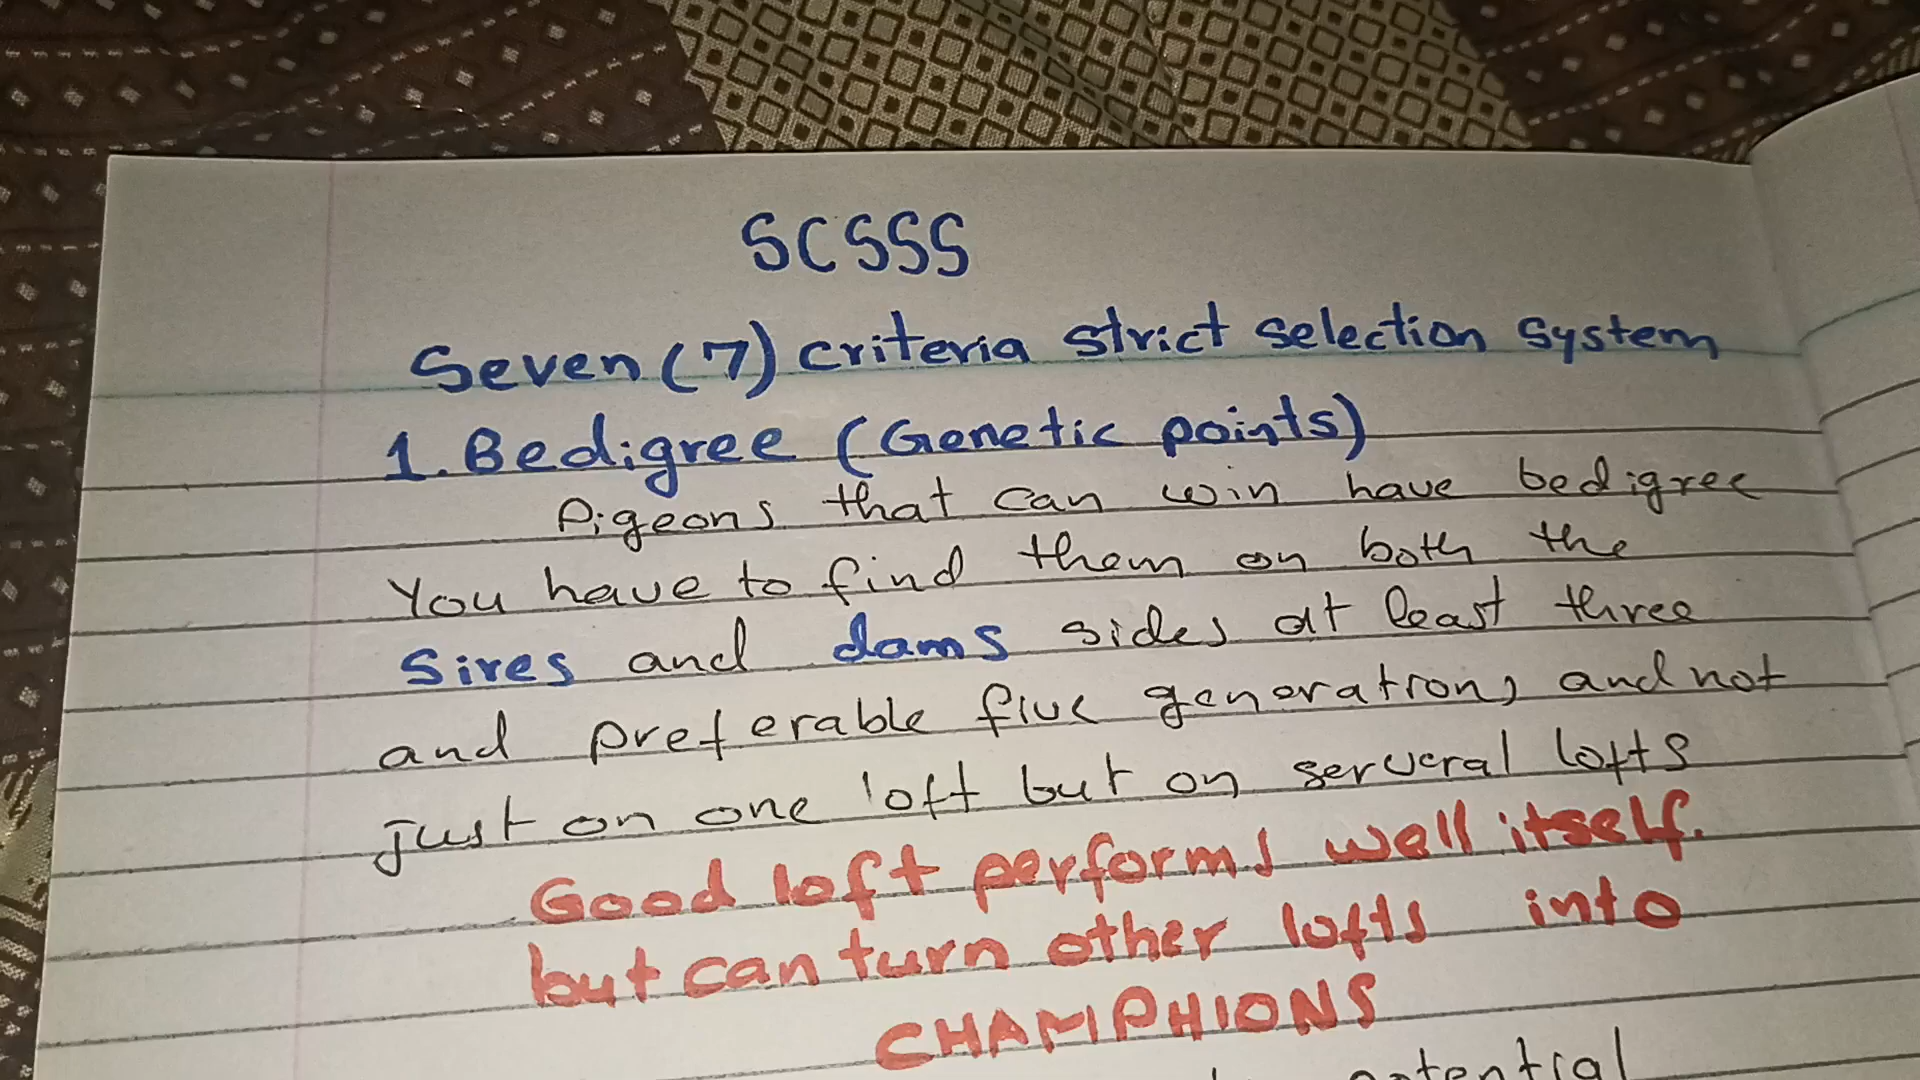 SCSSS
Seven (7) criteria strict selection system
1. Bedigree (Genetic points)
Pigeons that can win have bedigree
You have to find them on both the
Sires and dams sides at least three
and preferable five generations and not
just on one loft but on serveral lofts
Good loft performs well itself.
but can turn other lofts into
CHAMPHIONS
potential